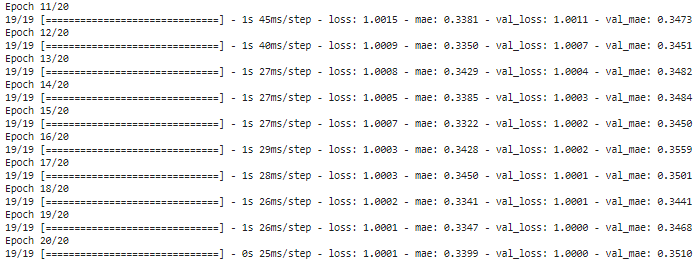 Epoch 11/20
19/19 [==============================] - 1s 45ms/step - loss: 1.0015 - mae: 0.3381 - val_loss: 1.0011 - val_mae: 0.3473
Epoch 12/20
19/19 [==============================] - 1s 40ms/step - loss: 1.0009 - mae: 0.3350 - val_loss: 1.0007 - val_mae: 0.3451
Epoch 13/20
19/19 [==============================] - 1s 27ms/step - loss: 1.0008 - mae: 0.3429 - val_loss: 1.0004 - val_mae: 0.3482
Epoch 14/20
19/19 [==============================] - 1s 27ms/step - loss: 1.0005 - mae: 0.3385 - val_loss: 1.0003 - val_mae: 0.3484
Epoch 15/20
19/19 [==============================] - 1s 27ms/step - loss: 1.0007 - mae: 0.3322 - val_loss: 1.0002 - val_mae: 0.3450
Epoch 16/20
19/19 [==============================] - 1s 29ms/step - loss: 1.0003 - mae: 0.3428 - val_loss: 1.0002 - val_mae: 0.3559
Epoch 17/20
19/19 [==============================] - 1s 28ms/step - loss: 1.0003 - mae: 0.3450 - val_loss: 1.0001 - val_mae: 0.3501
Epoch 18/20
19/19 [==============================] - 1s 26ms/step - loss: 1.0002 - mae: 0.3341 - val_loss: 1.0001 - val_mae: 0.3441
Epoch 19/20
19/19 [==============================] - 1s 26ms/step - loss: 1.0001 - mae: 0.3347 - val_loss: 1.0000 - val_mae: 0.3468
Epoch 20/20
19/19 [==============================] - 0s 25ms/step - loss: 1.0001 - mae: 0.3399 - val_loss: 1.0000 - val_mae: 0.3510